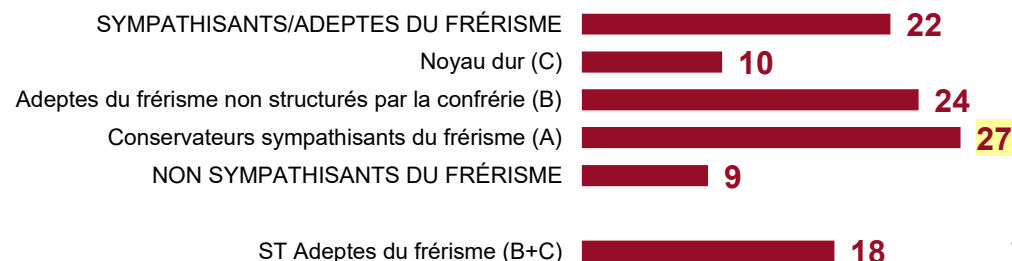 SYMPATHISANTS/ADEPTES DU FRÉRISME 22
Noyau dur (C) 10
Adeptes du frérisme non structurés par la confrérie (B) 24
Conservateurs sympathisants du frérisme (A) 27
NON SYMPATHISANTS DU FRÉRISME 9
ST Adeptes du frérisme (B+C) 18